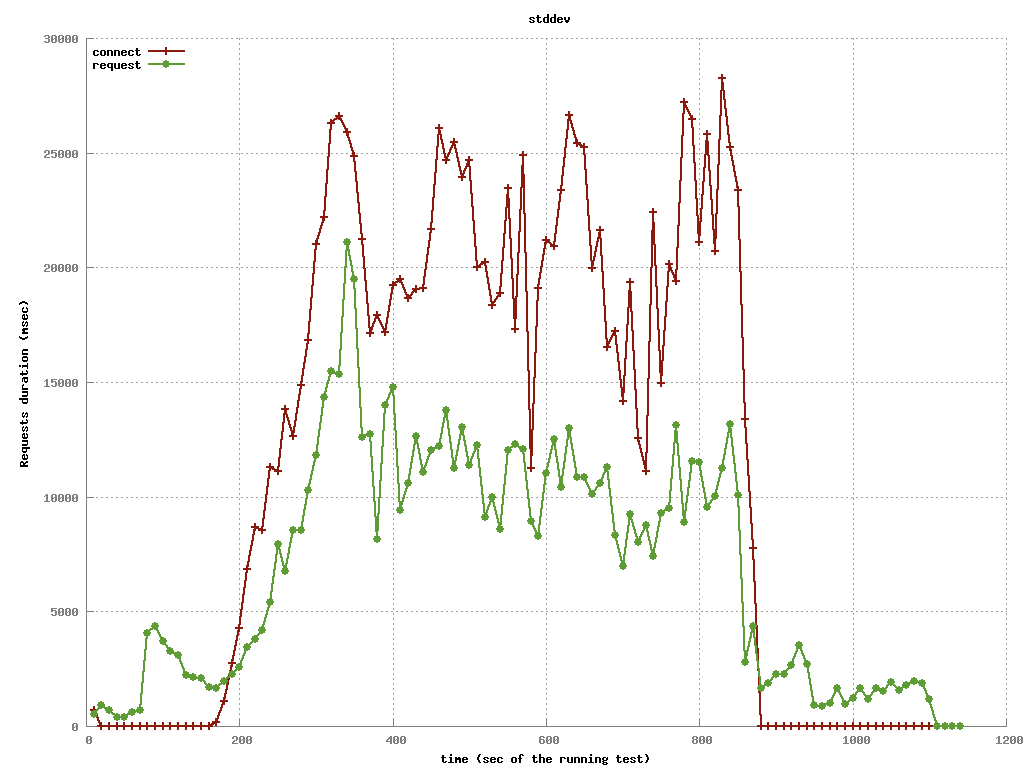 stddev
30000
connect
request
25000
20000
15000
10000
5000
0
Requests duration (msec)
0 200 400 600 800 1000 1200
time (sec of the running test)